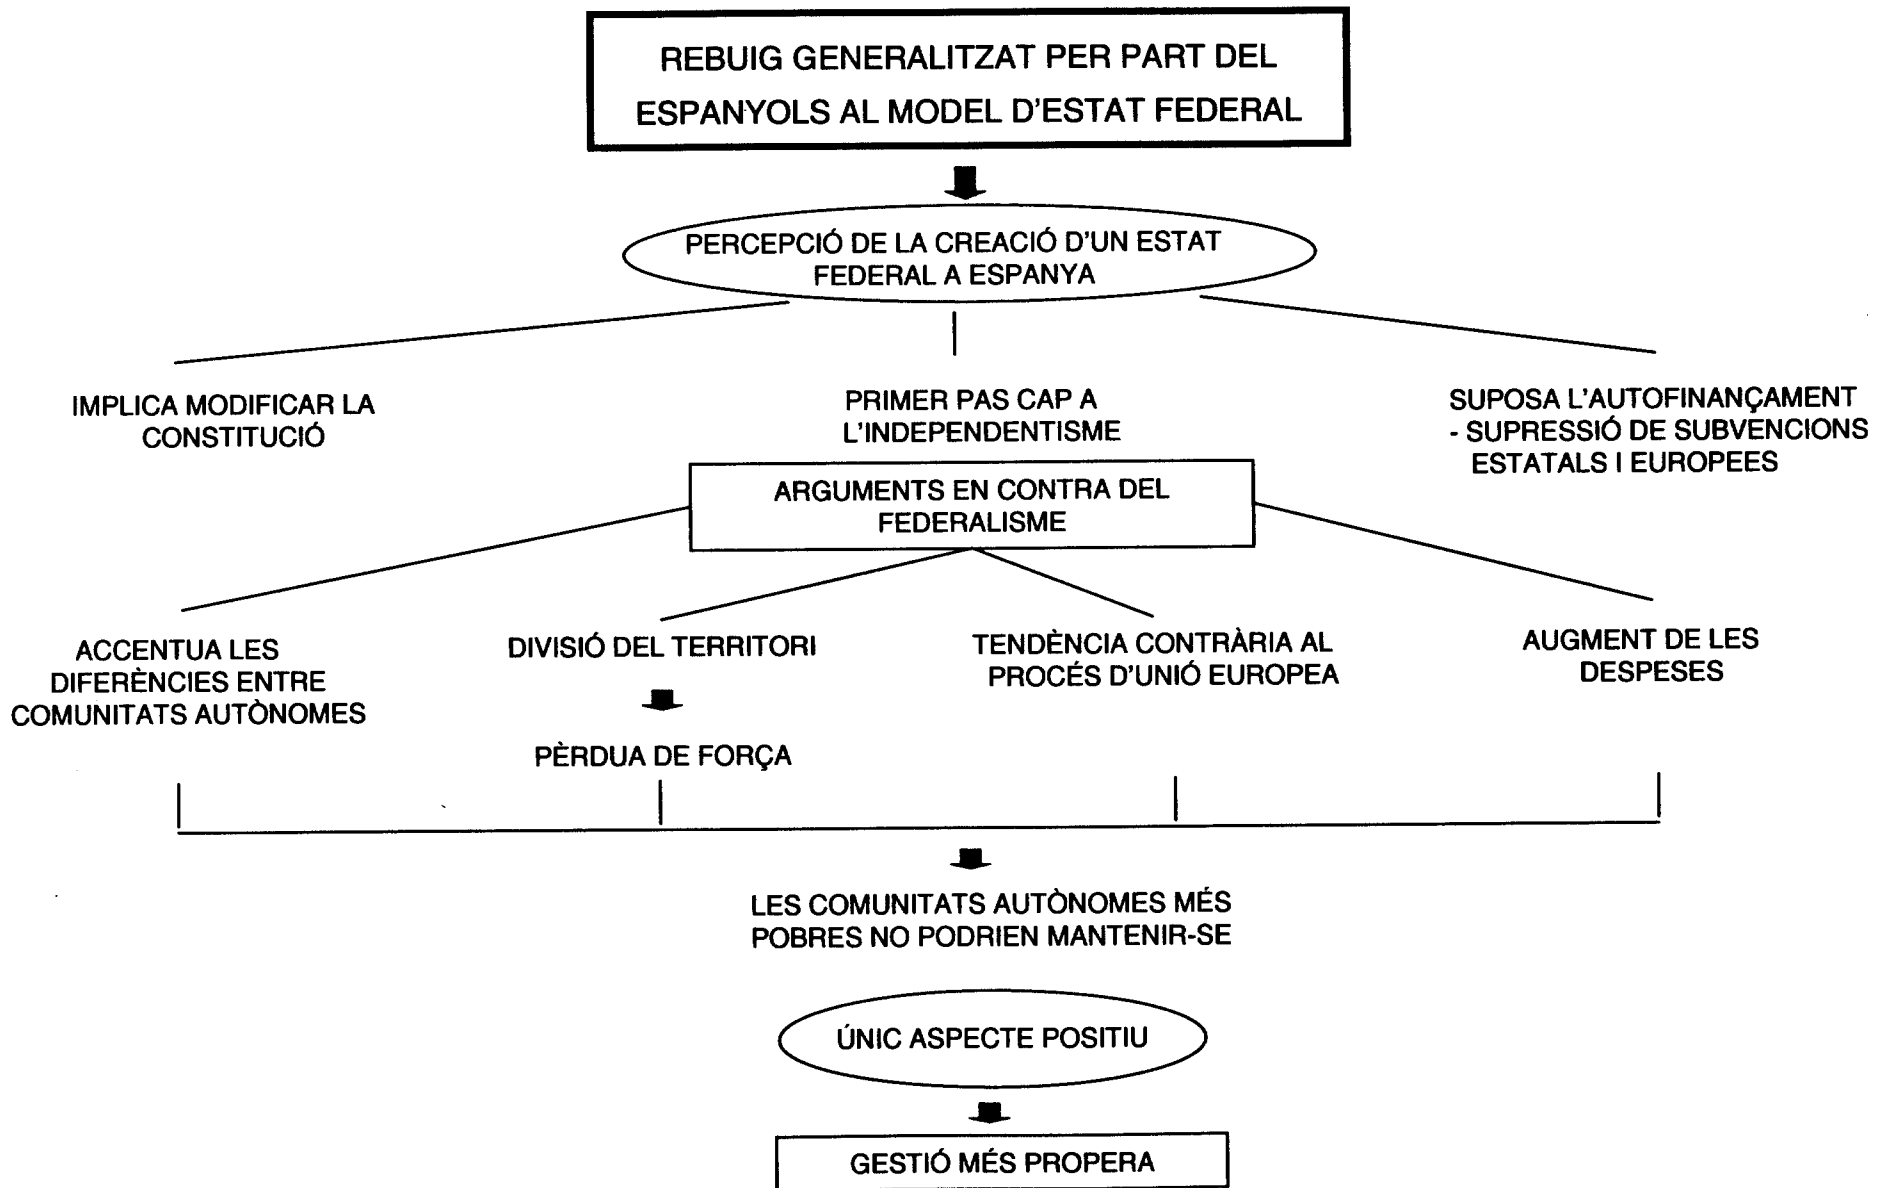 REBUIG GENERALITZAT PER PART DEL
ESPANYOLS AL MODEL D'ESTAT FEDERAL
PERCEPCIÓ DE LA CREACIÓ D'UN ESTAT
FEDERAL A ESPANYA
IMPLICA MODIFICAR LA
CONSTITUCIÓ
PRIMER PAS CAP A
L'INDEPENDENTISME
SUPOSA L'AUTOFINANÇAMENT
- SUPRESSIÓ DE SUBVENCIONS
ESTATALS I EUROPEES
ARGUMENTS EN CONTRA DEL
FEDERALISME
ACCENTUA LES
DIFERÈNCIES ENTRE
COMUNITATS AUTÒNOMES
DIVISIÓ DEL TERRITORI
PÈRDUA DE FORÇA
TENDÈNCIA CONTRÀRIA AL
PROCÉS D'UNIÓ EUROPEA
AUGMENT DE LES
DESPESES
LES COMUNITATS AUTÒNOMES MÉS
POBRES NO PODRIEN MANTENIR-SE
ÚNIC ASPECTE POSITIU
GESTIÓ MÉS PROPERA